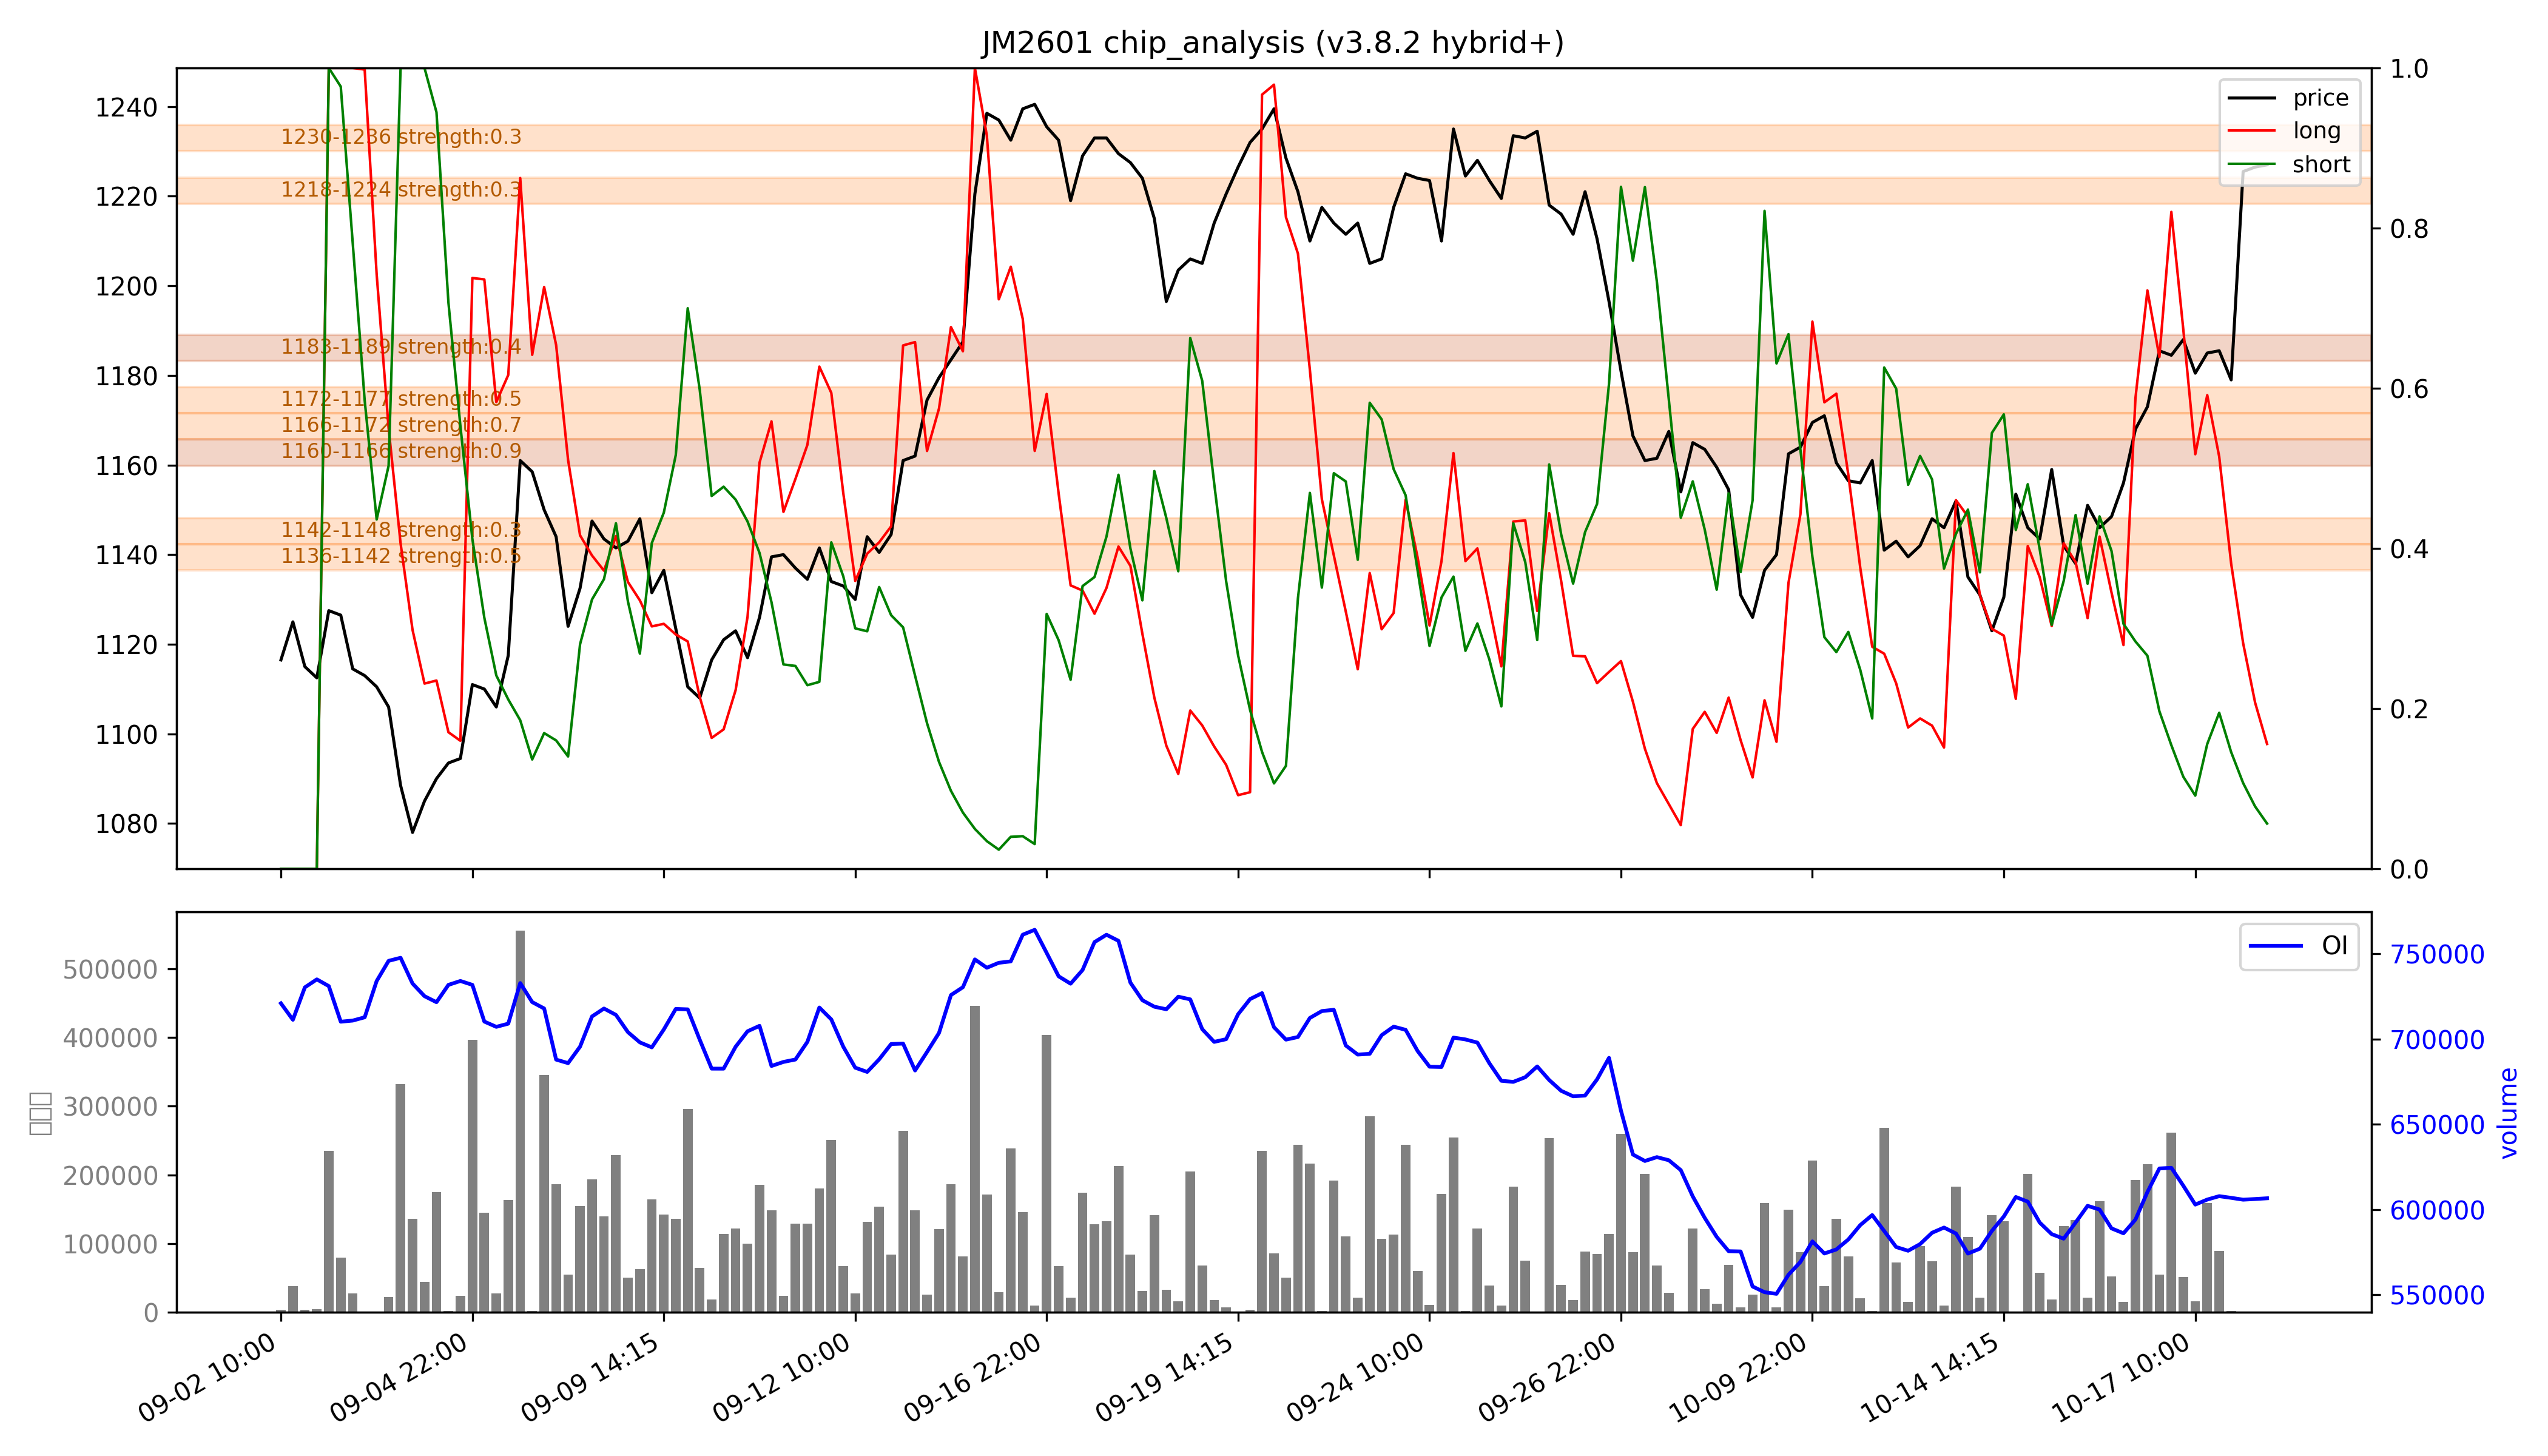 JM2601 chip_analysis (v3.8.2 hybrid+)
1240
1220
1200
1180
1160
1140
1120
1100
1080
1230-1236 strength:0.3
1218-1224 strength:0.3
1183-1189 strength:0.4
1172-1177 strength:0.5
1166-1172 strength:0.7
1160-1166 strength:0.9
1142-1148 strength:0.3
1136-1142 strength:0.5
price
long
short
1.0
0.8
0.6
0.4
0.2
0.0
500000
400000
300000
200000
100000
0
OI
750000
700000
650000
600000
550000
volume
09-02 10:00
09-04 22:00
09-09 14:15
09-12 10:00
09-16 22:00
09-19 14:15
09-24 10:00
09-26 22:00
10-09 22:00
10-14 14:15
10-17 10:00